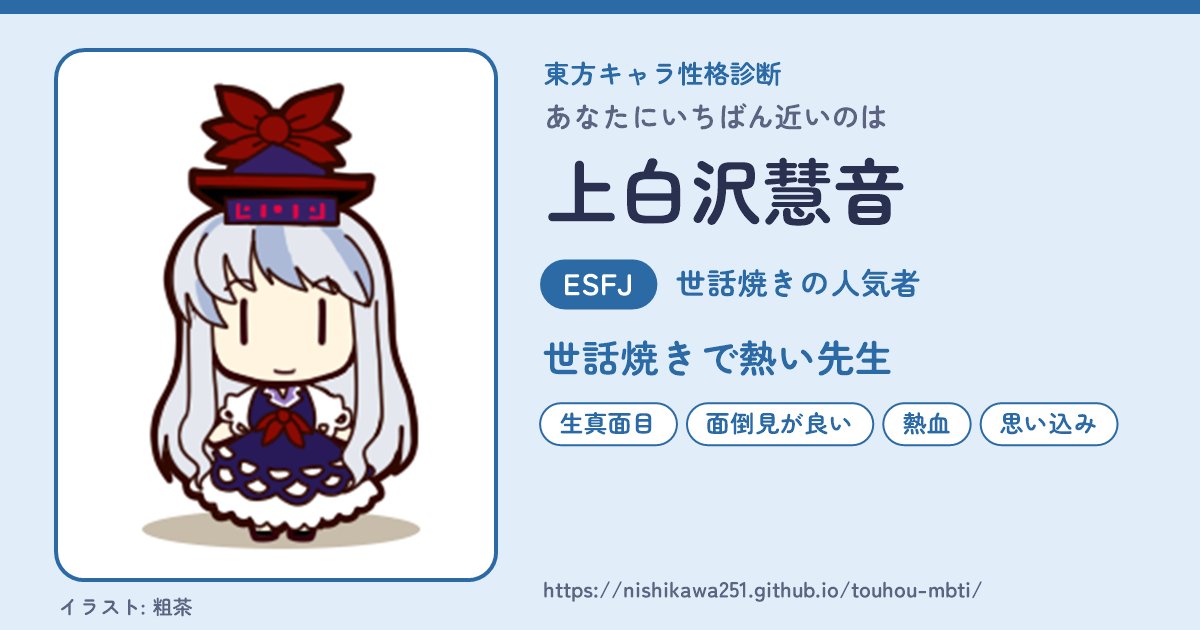 東方キャラ性格診断
あなたにいちばん近いのは
上白沢慧音
ESFJ 世話焼きの人気者
世話焼きで熱い先生
生真面目 面倒見が良い 熱血 思い込み
https://nishikawa251.github.io/touhou-mbti/
イラスト: 粗茶